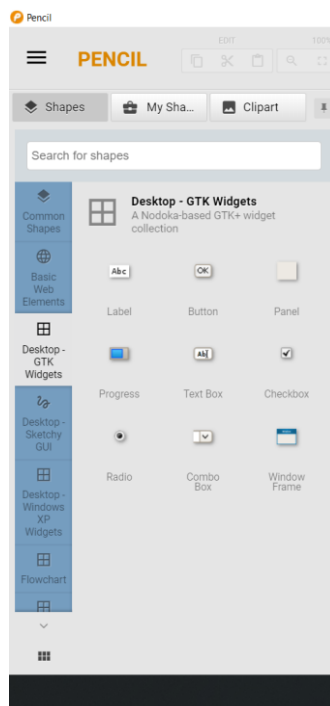 Pencil
PENCIL
EDIT
100%
Shapes
My Sha...
Clipart
Search for shapes
Common
Shapes
Basic
Web
Elements
Desktop -
GTK
Widgets
Desktop -
Sketchy
GUI
Desktop -
Windows
XP
Widgets
Flowchart
Desktop - GTK Widgets
A Nodoka-based GTK+ widget
collection
Abc
OK
Label
Button
Panel
Ab
Progress
Text Box
Checkbox
Radio
Combo
Box
Window
Frame